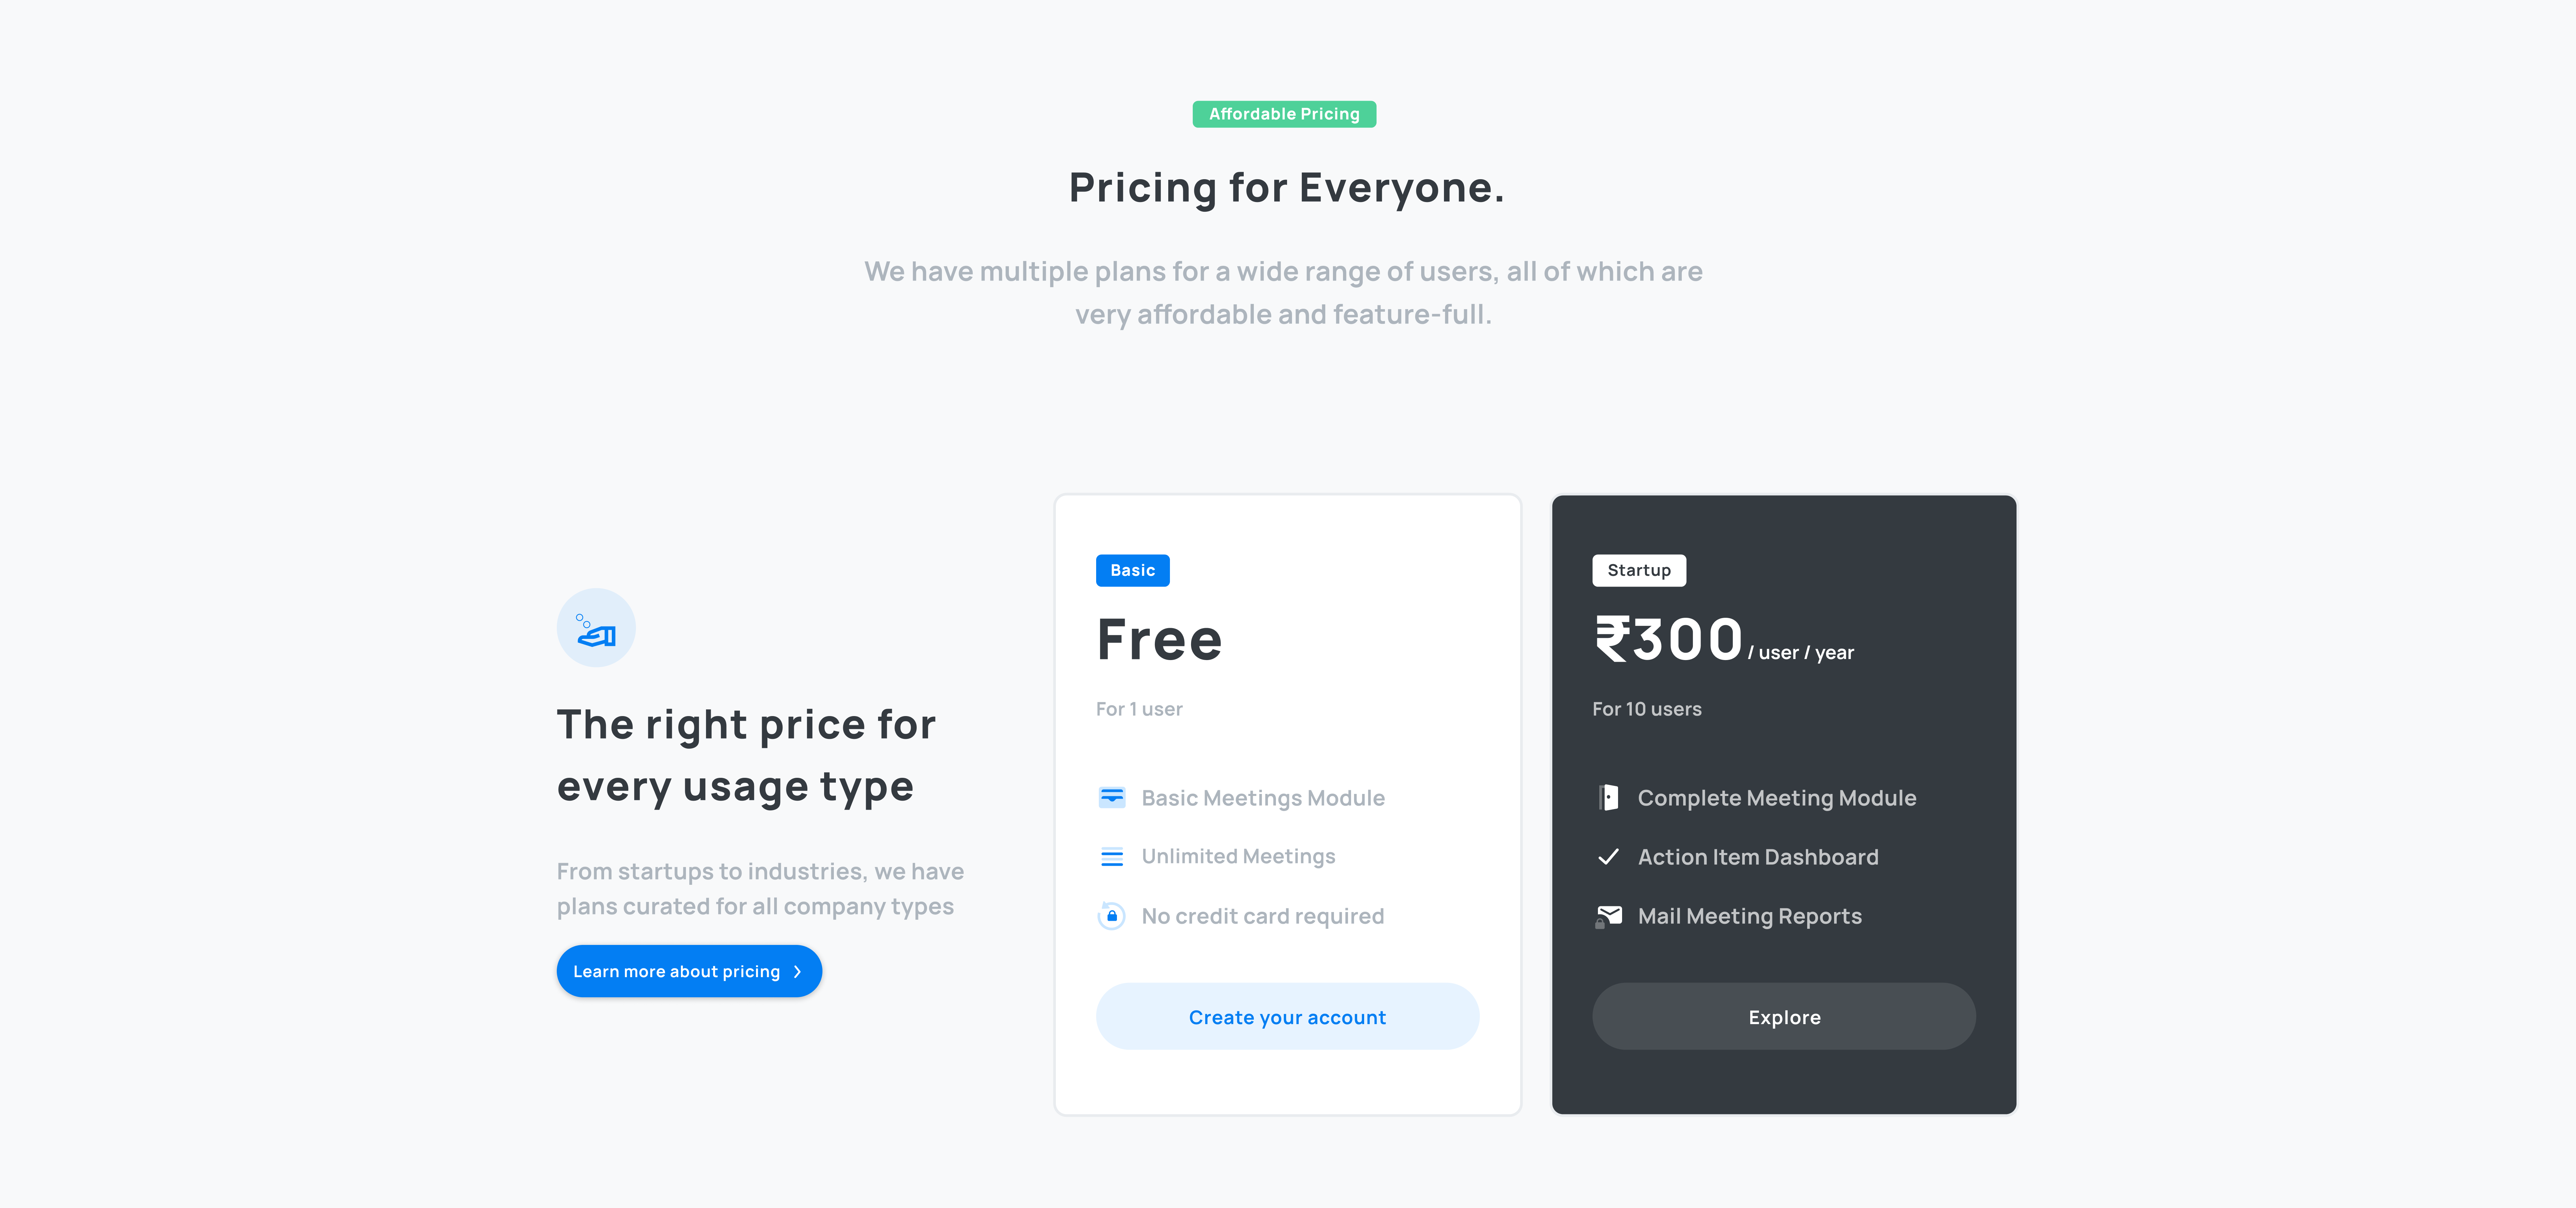 Affordable Pricing
Pricing for Everyone.
We have multiple plans for a wide range of users, all of which are
very affordable and feature-full.
The right price for
every usage type
From startups to industries, we have
plans curated for all company types
Learn more about pricing
Basic
Free
For 1 user
Basic Meetings Module
Unlimited Meetings
No credit card required
Create your account
Startup
₹300 / user / year
For 10 users
Complete Meeting Module
Action Item Dashboard
Mail Meeting Reports
Explore